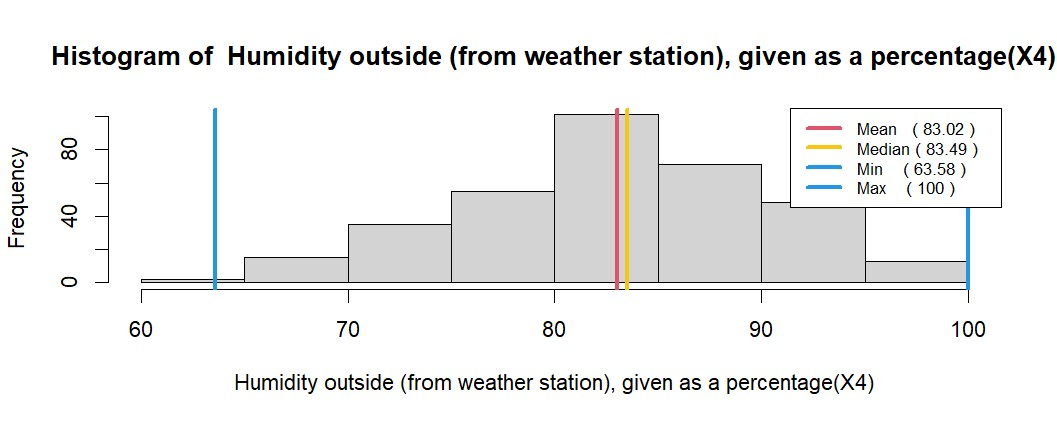 Histogram of  Humidity outside (from weather station), given as a percentage(X4)
Mean   ( 83.02 )
Median ( 83.49 )
Min    ( 63.58 )
Max    ( 100 )
Frequency
80
40
0
60 70 80 90 100
Humidity outside (from weather station), given as a percentage(X4)